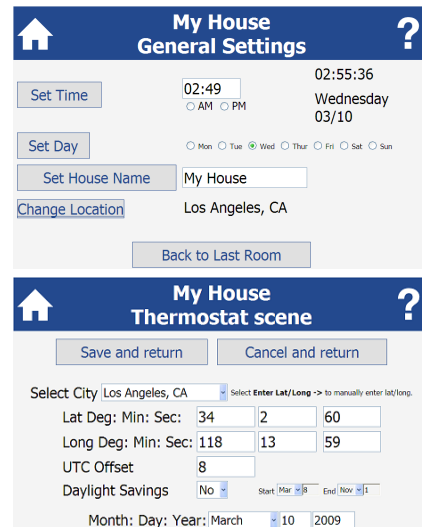 My House
General Settings
?
02:55:36
Set Time 02:49
AM PM
Wednesday
03/10
Set Day Mon Tue Wed Thur Fri Sat Sun
Set House Name My House
Change Location Los Angeles, CA
Back to Last Room
My House
Thermostat scene
?
Save and return Cancel and return
Select City Los Angeles, CA Select Enter Lat/Long -> to manually enter lat/long.
Lat Deg: Min: Sec: 34 2 60
Long Deg: Min: Sec: 118 13 59
UTC Offset 8
Daylight Savings No Start Mar 8 End Nov 1
Month: Day: Year: March 10 2009